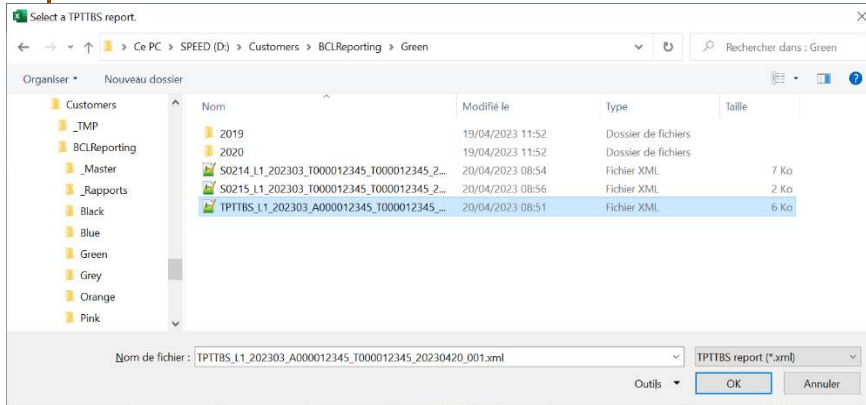 Select a TPTTBS report.
> Ce PC > SPEED (D:) > Customers > BCLReporting > Green
Rechercher dans : Green
Organiser
Nouveau dossier
Customers
_TMP
BCLReporting
_Master
_Rapports
Black
Blue
Green
Grey
Orange
Pink
Nom Modifié le Type Taille
2019 19/04/2023 11:52 Dossier de fichiers
2020 19/04/2023 11:52 Dossier de fichiers
S0214_L1_202303_T000012345_T000012345_2... 20/04/2023 08:54 Fichier XML 7 Ko
S0215_L1_202303_T000012345_T000012345_2... 20/04/2023 08:56 Fichier XML 2 Ko
TPTTBS_L1_202303_A000012345_T000012345_... 20/04/2023 08:51 Fichier XML 6 Ko
Nom de fichier : TPTTBS_L1_202303_A000012345_T000012345_20230420_001.xml
TPTTBS report (*.xml)
Outils
OK
Annuler